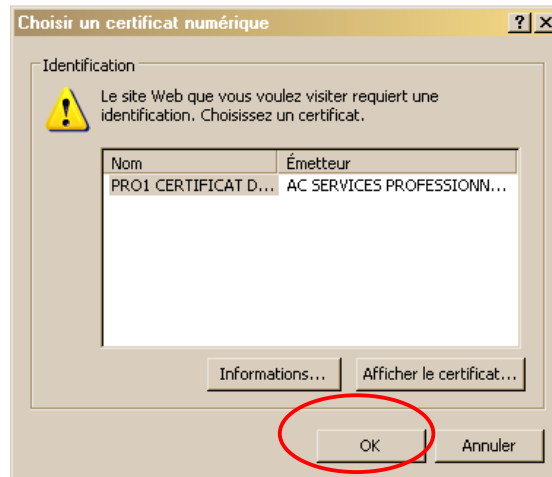 Choisir un certificat numérique
Identification
Le site Web que vous voulez visiter requiert une
identification. Choisissez un certificat.
Nom Émetteur
PRO1 CERTIFICAT D... AC SERVICES PROFESSIONN...
Informations... Afficher le certificat...
OK Annuler